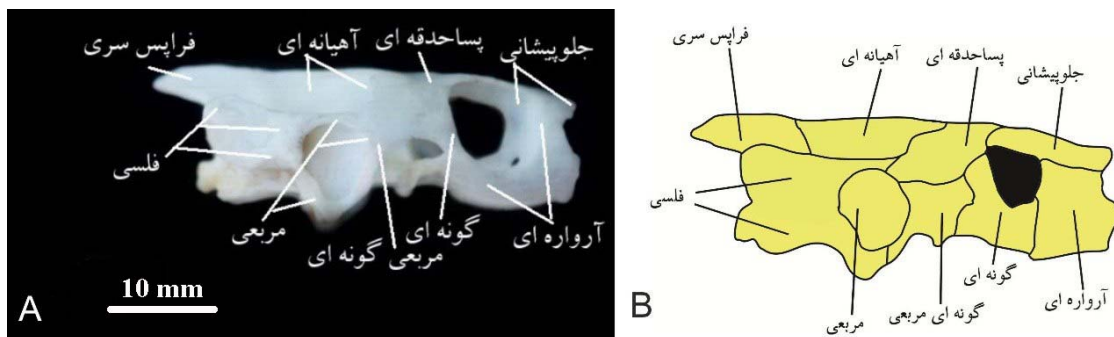 فراپس سری
آهیانه ای
پساحدقه ای
جلوپیشانی
فلسی
مربعی
مربعی گونه ای
گونه ای
آرواره ای
10 mm
A
فراپس سری
آهیانه ای
پساحدقه ای
جلوپیشانی
فلسی
مربعی
گونه ای مربعی
گونه ای
آرواره ای
B